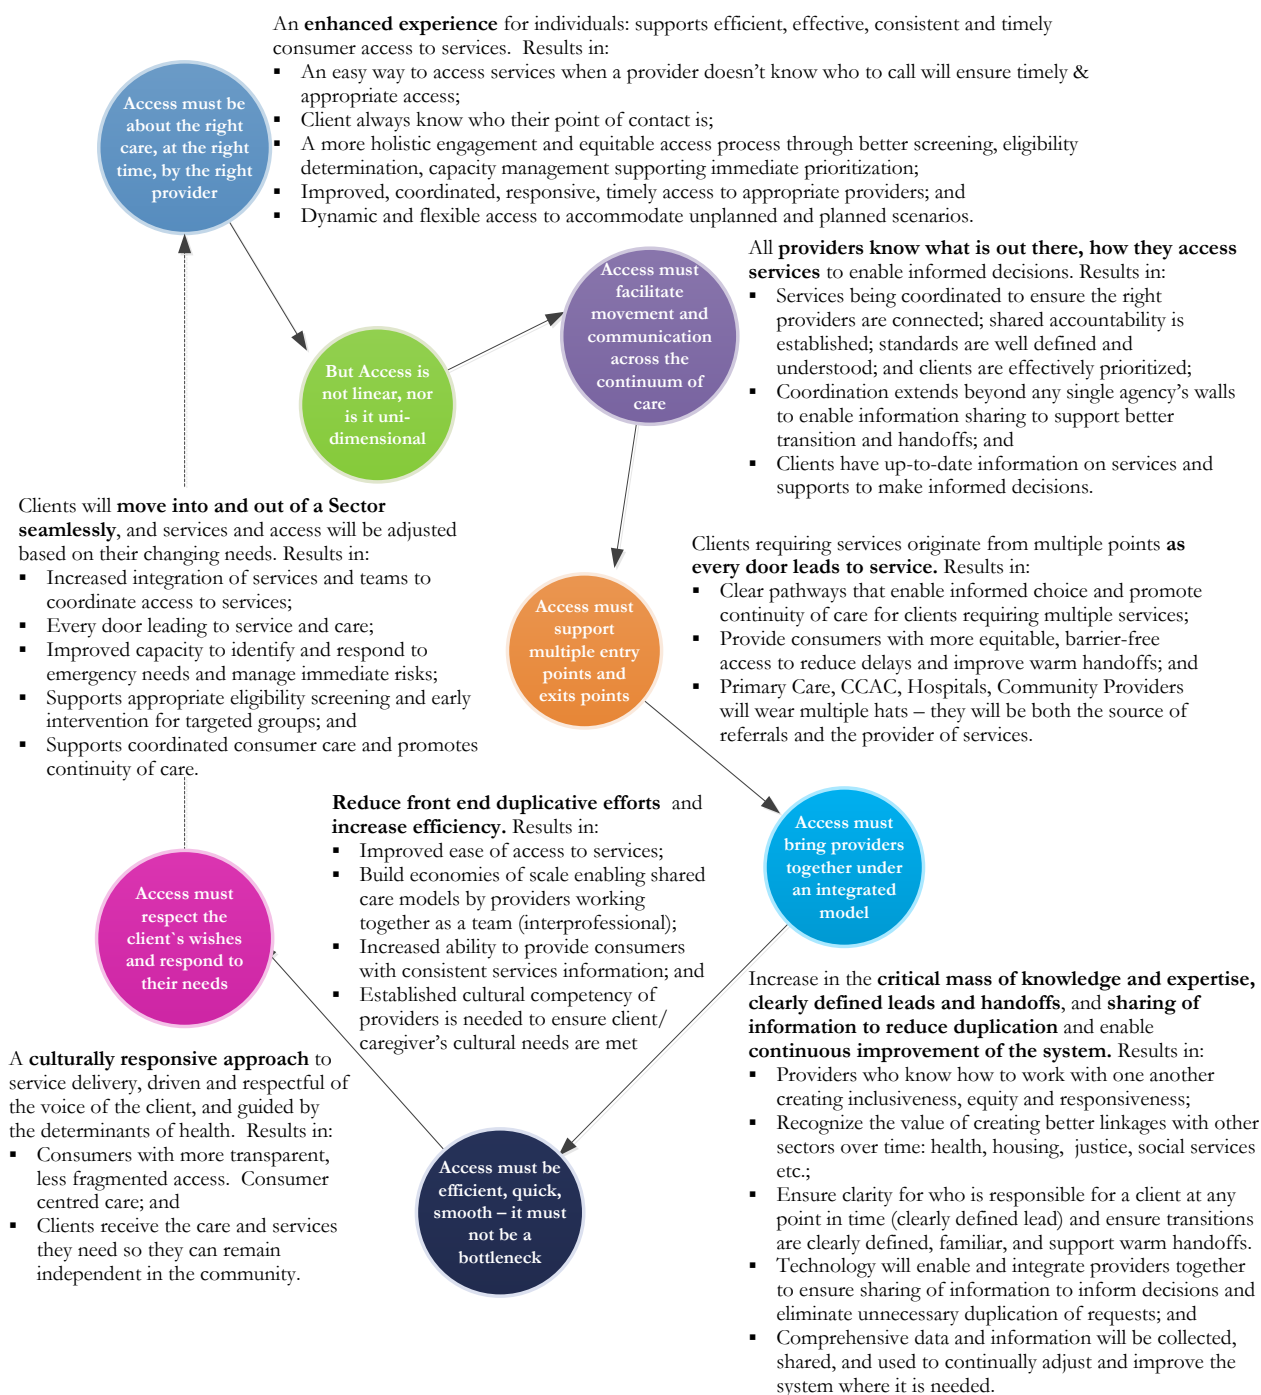 An enhanced experience for individuals: supports efficient, effective, consistent and timely
consumer access to services.  Results in:
▪ An easy way to access services when a provider doesn't know who to call will ensure timely &
appropriate access;
▪ Client always know who their point of contact is;
▪ A more holistic engagement and equitable access process through better screening, eligibility
determination, capacity management supporting immediate prioritization;
▪ Improved, coordinated, responsive, timely access to appropriate providers; and
▪ Dynamic and flexible access to accommodate unplanned and planned scenarios.
Access must be
about the right
care, at the right
time, by the right
provider
But Access is
not linear, nor
is it uni-
dimensional
Access must
facilitate
movement and
communication
across the
continuum of
care
All providers know what is out there, how they access
services to enable informed decisions. Results in:
▪ Services being coordinated to ensure the right
providers are connected; shared accountability is
established; standards are well defined and
understood; and clients are effectively prioritized;
▪ Coordination extends beyond any single agency's walls
to enable information sharing to support better
transition and handoffs; and
▪ Clients have up-to-date information on services and
supports to make informed decisions.
Clients will move into and out of a Sector
seamlessly, and services and access will be adjusted
based on their changing needs. Results in:
▪ Increased integration of services and teams to
coordinate access to services;
▪ Every door leading to service and care;
▪ Improved capacity to identify and respond to
emergency needs and manage immediate risks;
▪ Supports appropriate eligibility screening and early
intervention for targeted groups; and
▪ Supports coordinated consumer care and promotes
continuity of care.
Access must
support
multiple entry
points and
exits points
Clients requiring services originate from multiple points as
every door leads to service. Results in:
▪ Clear pathways that enable informed choice and promote
continuity of care for clients requiring multiple services;
▪ Provide consumers with more equitable, barrier-free
access to reduce delays and improve warm handoffs; and
▪ Primary Care, CCAC, Hospitals, Community Providers
will wear multiple hats – they will be both the source of
referrals and the provider of services.
Reduce front end duplicative efforts  and
increase efficiency. Results in:
▪ Improved ease of access to services;
▪ Build economies of scale enabling shared
care models by providers working
together as a team (interprofessional);
▪ Increased ability to provide consumers
with consistent services information; and
▪ Established cultural competency of
providers is needed to ensure client/
caregiver's cultural needs are met
Access must
bring providers
together under
an integrated
model
Access must
respect the
client`s wishes
and respond to
their needs
Increase in the critical mass of knowledge and expertise,
clearly defined leads and handoffs, and sharing of
information to reduce duplication and enable
continuous improvement of the system. Results in:
▪ Providers who know how to work with one another
creating inclusiveness, equity and responsiveness;
▪ Recognize the value of creating better linkages with other
sectors over time: health, housing,  justice, social services
etc.;
▪ Ensure clarity for who is responsible for a client at any
point in time (clearly defined lead) and ensure transitions
are clearly defined, familiar, and support warm handoffs.
▪ Technology will enable and integrate providers together
to ensure sharing of information to inform decisions and
eliminate unnecessary duplication of requests; and
▪ Comprehensive data and information will be collected,
shared, and used to continually adjust and improve the
system where it is needed.
A culturally responsive approach to
service delivery, driven and respectful of
the voice of the client, and guided by
the determinants of health.  Results in:
▪ Consumers with more transparent,
less fragmented access.  Consumer
centred care; and
▪ Clients receive the care and services
they need so they can remain
independent in the community.
Access must be
efficient, quick,
smooth – it must
not be a
bottleneck